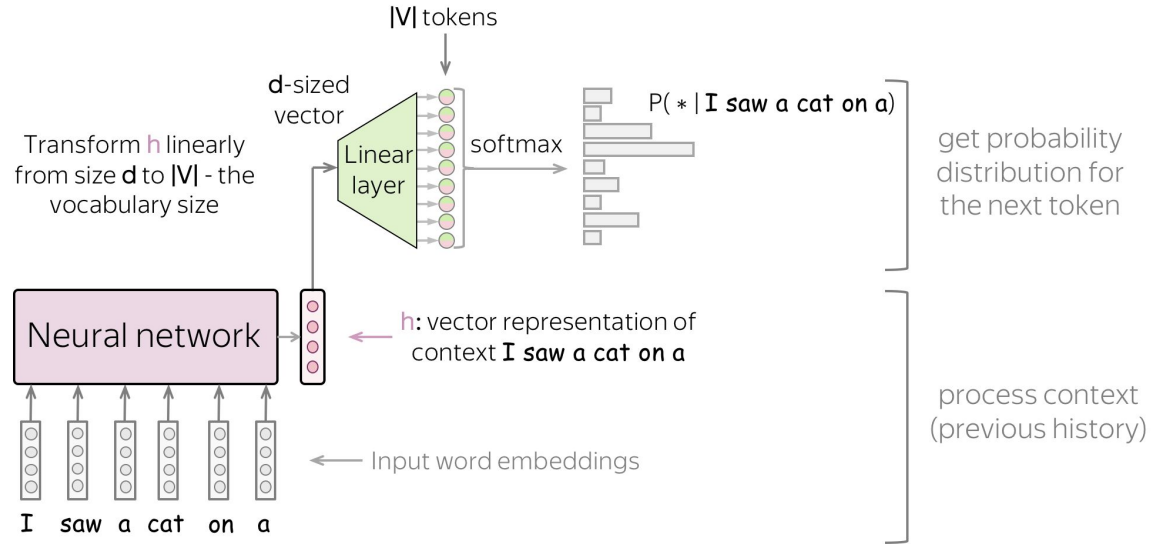 |V| tokens
d-sized
vector
Transform h linearly
from size d to |V| - the
vocabulary size
Linear
layer
softmax
P( * | I saw a cat on a)
get probability
distribution for
the next token
Neural network
h: vector representation of
context I saw a cat on a
process context
(previous history)
Input word embeddings
I saw a cat on a